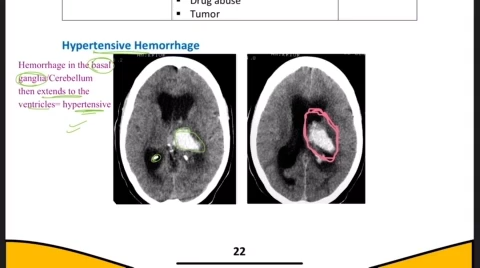 ▪ Drug abuse
▪ Tumor
Hypertensive Hemorrhage
Hemorrhage in the basal
ganglia/Cerebellum
then extends to the
ventricles= hypertensive
22